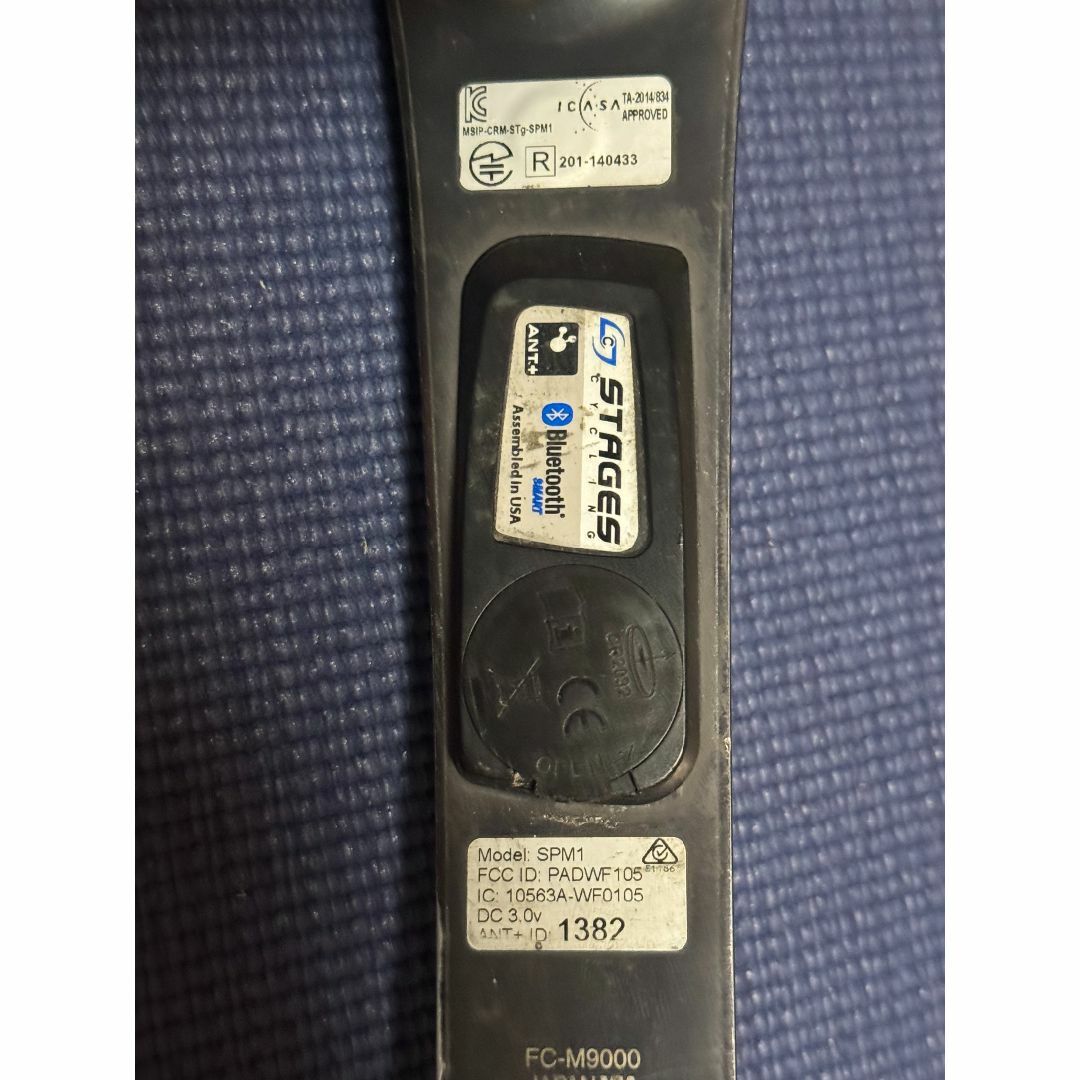 ICASA TA-2014/834
APPROVED
MSIP-CRM-STg-SPM1
R 201-140433
STAGES
CYCLING
ANT+
Bluetooth
SMART
Assembled in USA
CR2032
CE
OPEN
Model: SPM1
FCC ID: PADWF105
IC: 10563A-WF0105
DC 3.0v
ANT+ ID: 1382
FC-M9000